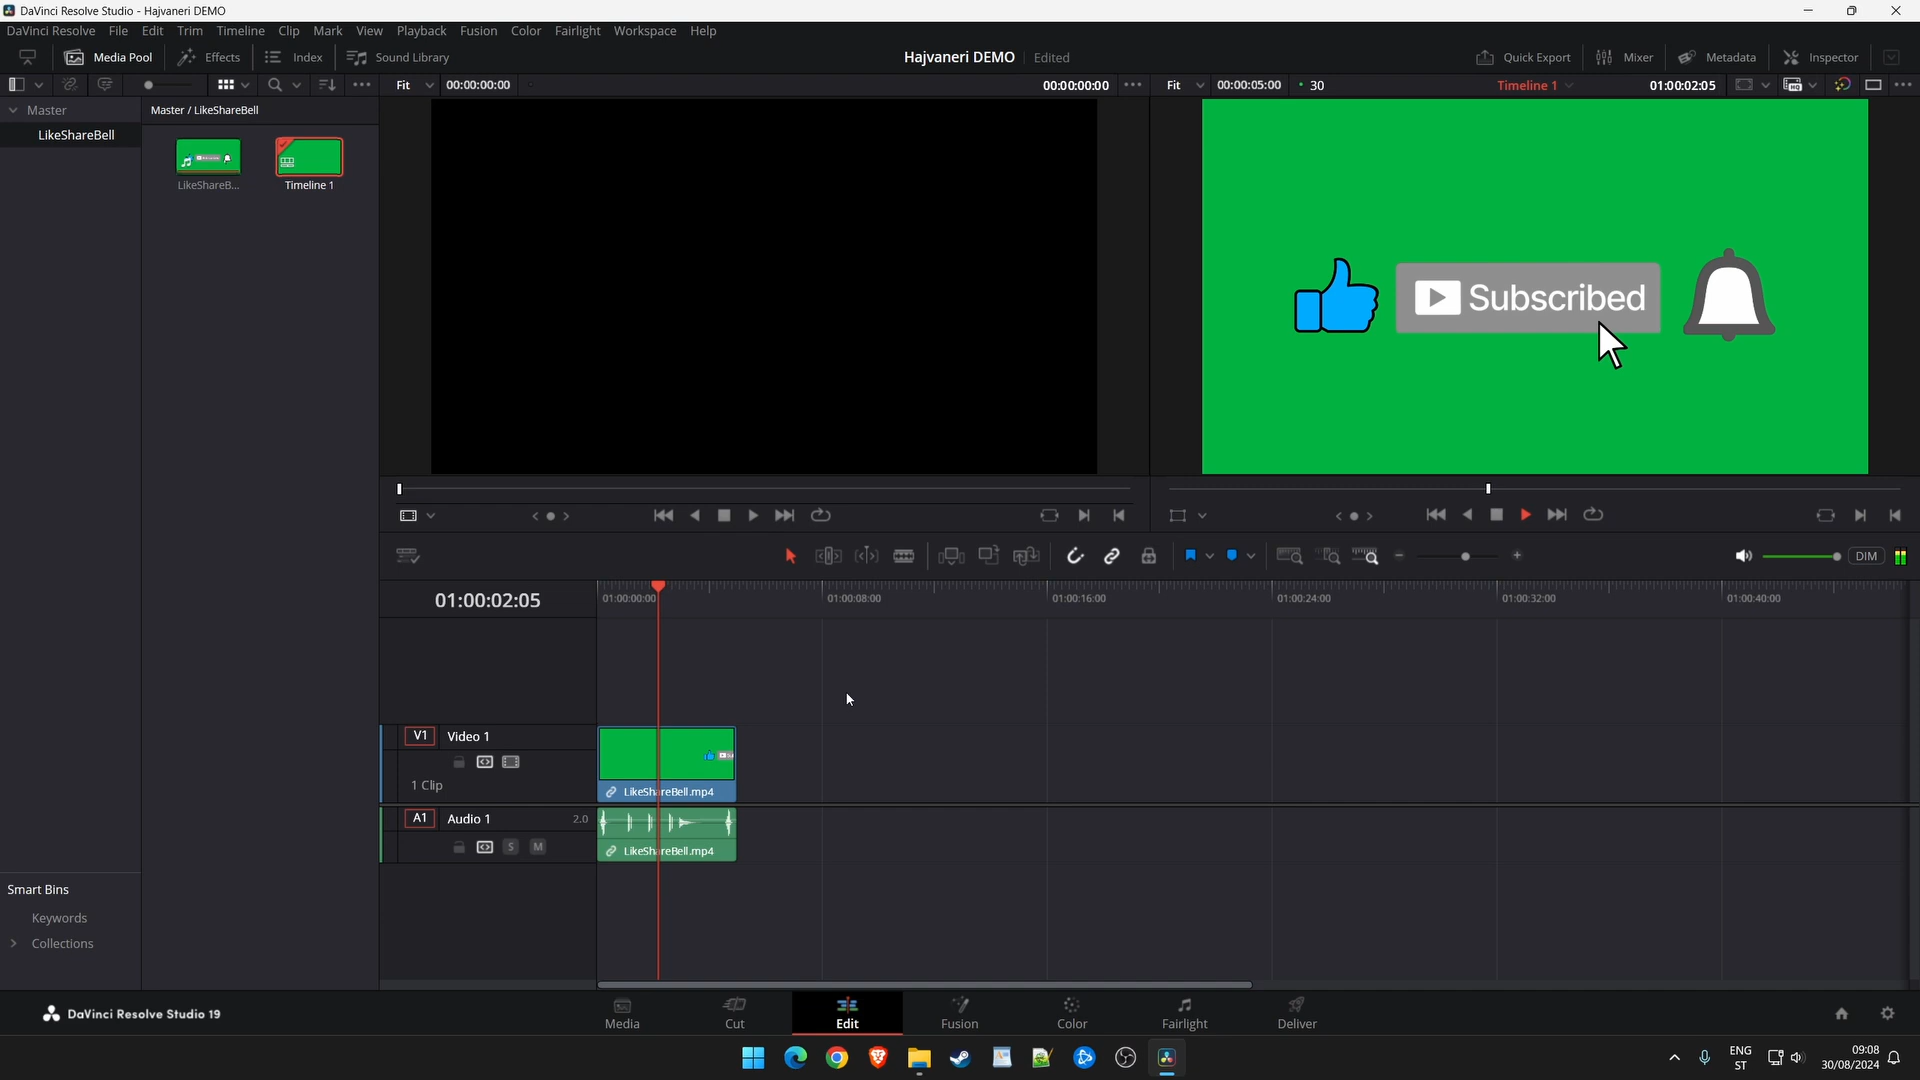 DaVinci Resolve Studio - Hajvaneri DEMO
DaVinci Resolve File Edit Trim Timeline Clip Mark View Playback Fusion Color Fairlight Workspace Help
Media Pool Effects Index Sound Library Hajvaneri DEMO Edited Quick Export Mixer Metadata Inspector
Fit 00:00:00:00 00:00:00:00 Fit 00:00:05:00 30 Timeline 1 01:00:02:05
Master Master / LikeShareBell
LikeShareBell
LikeShareB... Timeline 1
Subscribed
DIM
01:00:02:05 01:00:00:00 01:00:08:00 01:00:16:00 01:00:24:00 01:00:32:00 01:00:40:00
V1 Video 1
1 Clip LikeShareBell.mp4
A1 Audio 1 2.0
S M LikeShareBell.mp4
Smart Bins
Keywords
Collections
DaVinci Resolve Studio 19 Media Cut Edit Fusion Color Fairlight Deliver
ENG 09:08
ST 30/08/2024